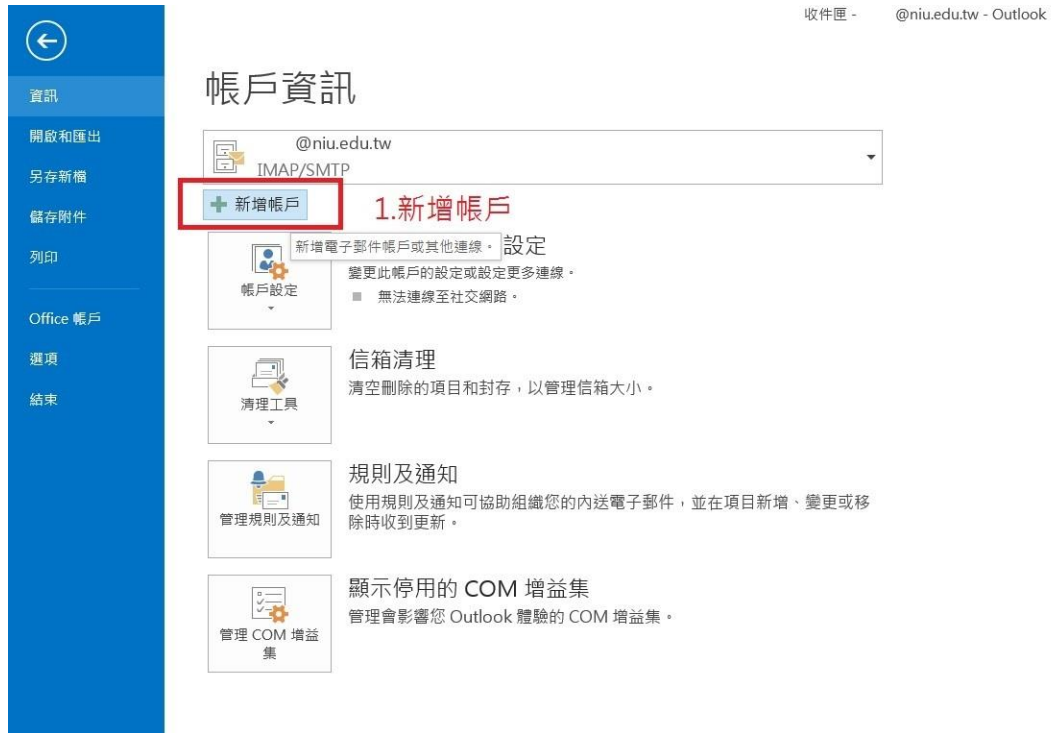 收件匣 - @niu.edu.tw - Outlook
資訊
開啟和匯出
另存新檔
儲存附件
列印
Office 帳戶
選項
結束
帳戶資訊
@niu.edu.tw
IMAP/SMTP
新增帳戶
1.新增帳戶
新增電子郵件帳戶或其他連線。
設定
帳戶設定
變更此帳戶的設定或設定更多連線。
無法連線至社交網路。
清理工具
信箱清理
清空刪除的項目和封存，以管理信箱大小。
管理規則及通知
規則及通知
使用規則及通知可協助組織您的內送電子郵件，並在項目新增、變更或移
除時收到更新。
管理 COM 增益
集
顯示停用的 COM 增益集
管理會影響您 Outlook 體驗的 COM 增益集。